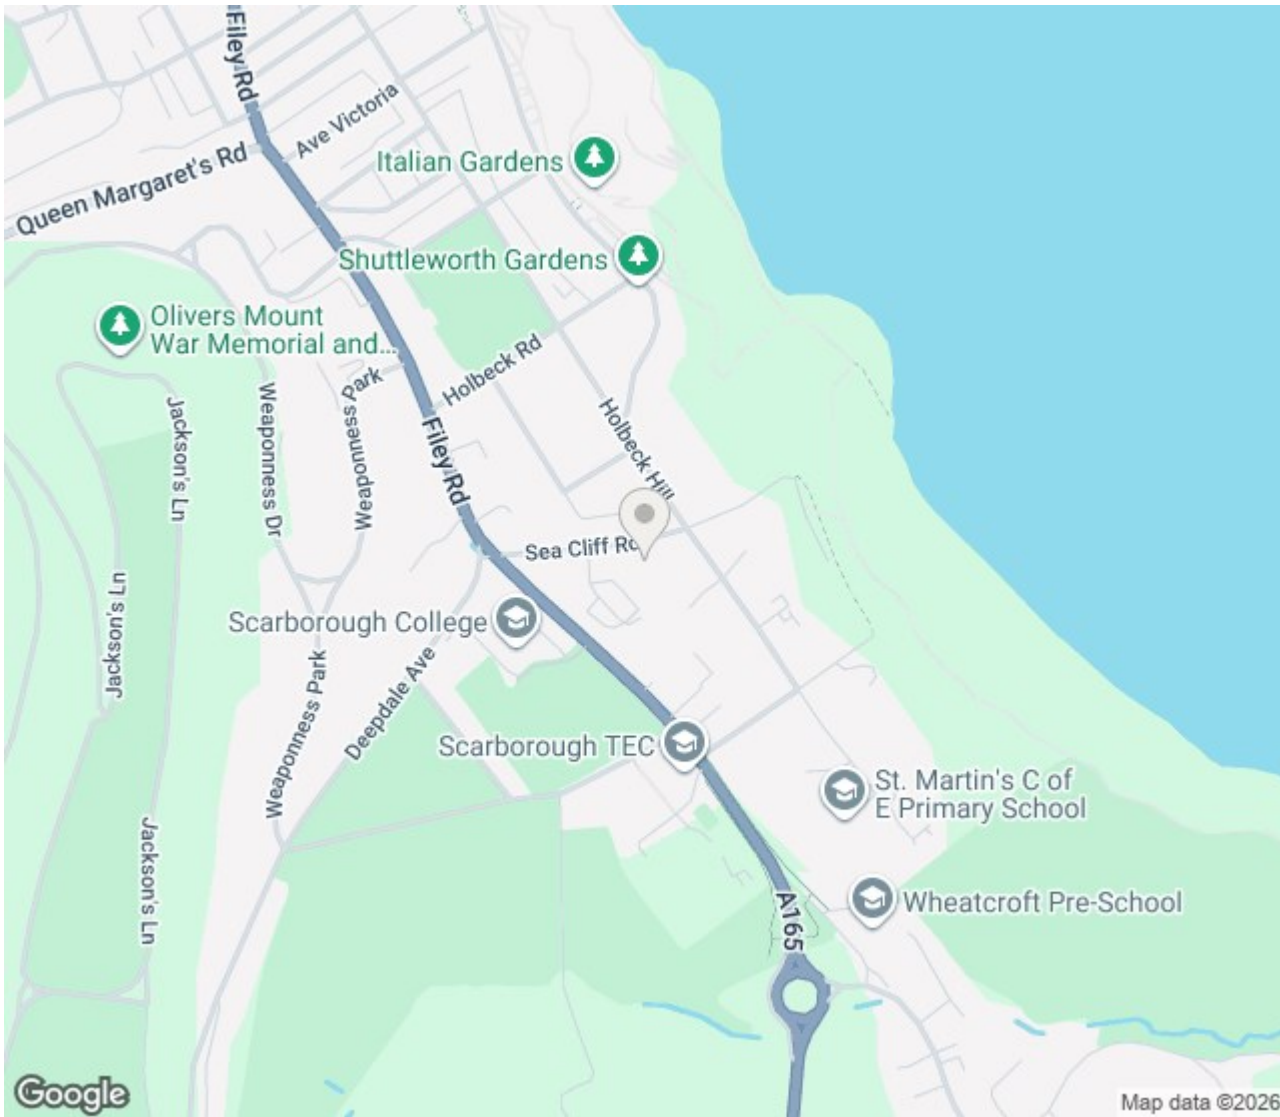 Filey Rd
Ave Victoria
Queen Margaret's Rd
Italian Gardens
Shuttleworth Gardens
Olivers Mount
War Memorial and...
Holbeck Rd
Weaponness Park
Jackson's Ln
Weaponness Dr
Filey Rd
Holbeck Hill
Sea Cliff Rd
Jackson's Ln
Scarborough College
Weaponness Park
Deepdale Ave
Scarborough TEC
St. Martin's C of
E Primary School
Jackson's Ln
Wheatcroft Pre-School
A165
Google
Map data ©2026